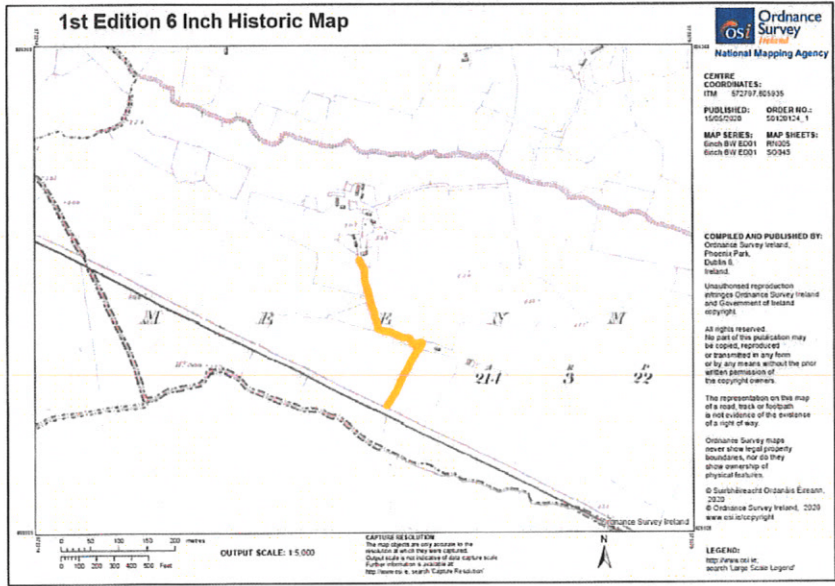 1st Edition 6 Inch Historic Map
OSi
Ordnance
Survey
Ireland
National Mapping Agency
CENTRE
COORDINATES:
ITM
PUBLISHED:
ORDER NO.:
MAP SERIES:
MAP SHEETS:
6inch BW ED01
6inch BW ED01
COMPILED AND PUBLISHED BY:
Ordnance Survey Ireland,
Phoenix Park,
Dublin 8,
Ireland.
Unauthorised reproduction
infringes Ordnance Survey Ireland
and Government of Ireland
copyright.
All rights reserved.
No part of this publication may
be copied, reproduced
or transmitted in any form
or by any means without the prior
written permission of
the copyright owners.
The representation on this map
of a road, track or footpath
is not evidence of the existence
of a right of way.
Ordnance Survey maps
never show legal property
boundaries, nor do they
show ownership of
physical features.
© Suirbhéireacht Ordanáis Éireann,
2020
© Ordnance Survey Ireland, 2020
www.osi.ie/copyright
M E E N M
3 22
Ordnance Survey Ireland
N
0 50 100 150 200 metres
0 100 200 300 400 500 Feet
OUTPUT SCALE: 1:5,000
CAPTURE RESOLUTION
The map objects are only accurate to the
resolution at which they were captured.
Output scale is not indicative of data capture scale
Further information is available at:
http://www.osi.ie; search 'Capture Resolution'
LEGEND:
http://www.osi.ie;
search 'Large Scale Legend'